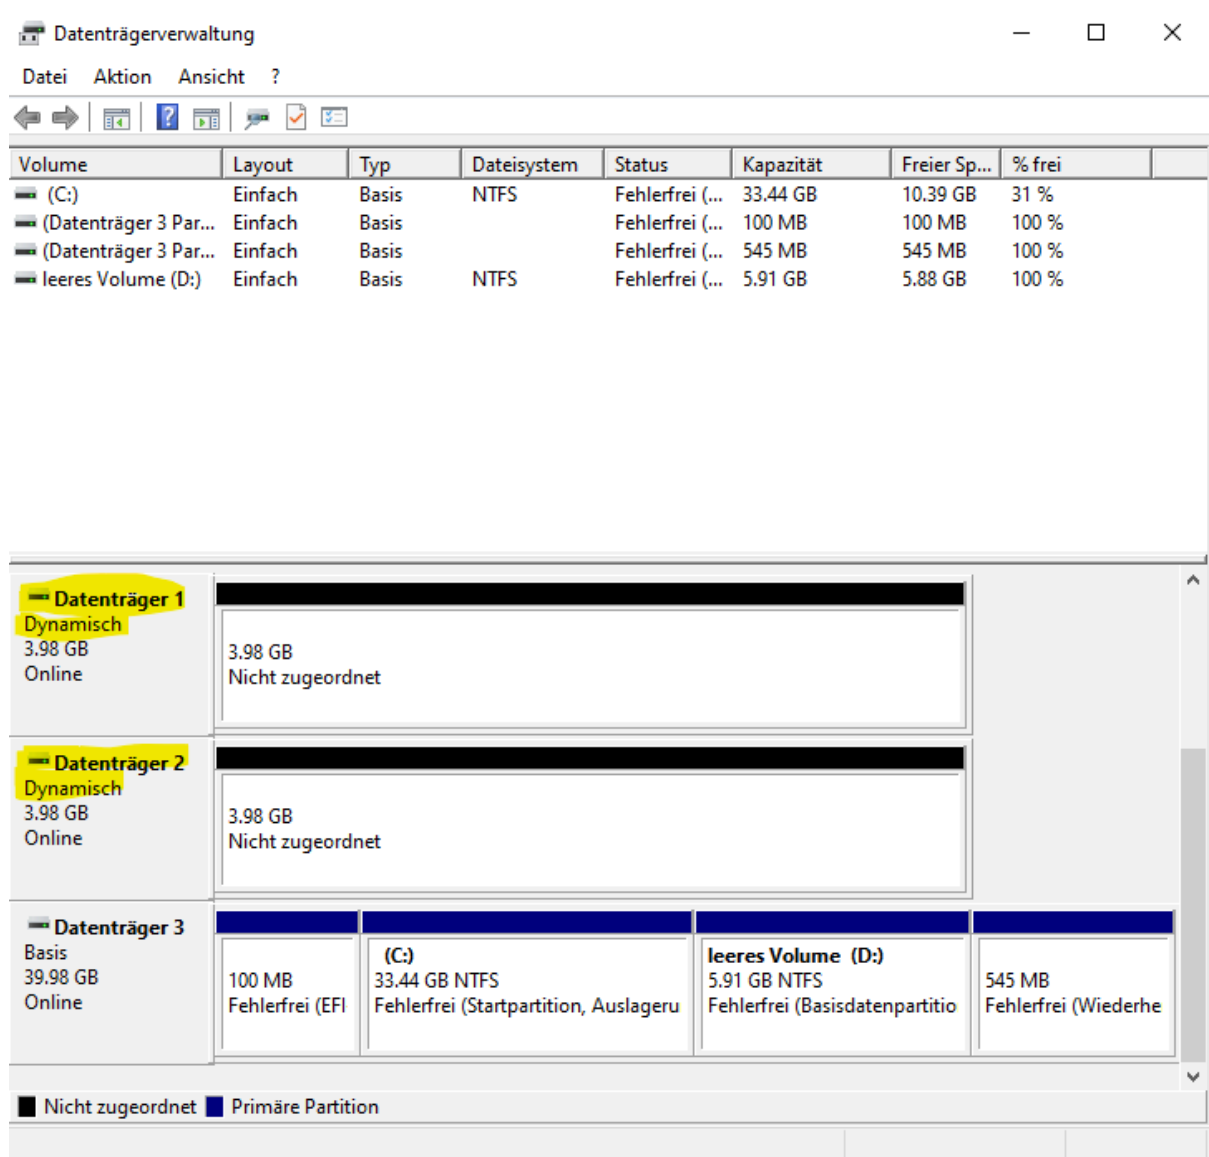 Datenträgerverwaltung
Datei Aktion Ansicht ?
Volume Layout Typ Dateisystem Status Kapazität Freier Sp... % frei
(C:) Einfach Basis NTFS Fehlerfrei (... 33.44 GB 10.39 GB 31 %
(Datenträger 3 Par... Einfach Basis Fehlerfrei (... 100 MB 100 MB 100 %
(Datenträger 3 Par... Einfach Basis Fehlerfrei (... 545 MB 545 MB 100 %
leeres Volume (D:) Einfach Basis NTFS Fehlerfrei (... 5.91 GB 5.88 GB 100 %
Datenträger 1
Dynamisch
3.98 GB
Online
3.98 GB
Nicht zugeordnet
Datenträger 2
Dynamisch
3.98 GB
Online
3.98 GB
Nicht zugeordnet
Datenträger 3
Basis
39.98 GB
Online
100 MB
Fehlerfrei (EFI
(C:)
33.44 GB NTFS
Fehlerfrei (Startpartition, Auslageru
leeres Volume (D:)
5.91 GB NTFS
Fehlerfrei (Basisdatenpartitio
545 MB
Fehlerfrei (Wiederhe
Nicht zugeordnet Primäre Partition